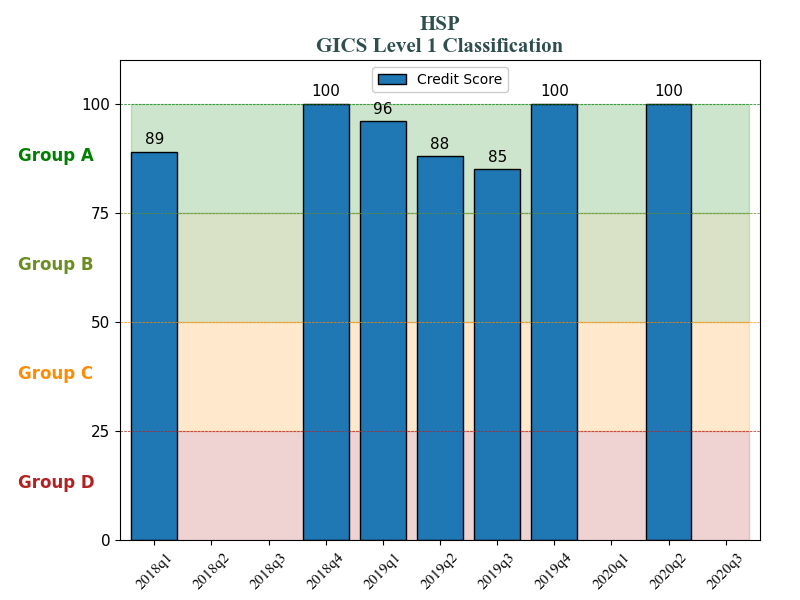 HSP
GICS Level 1 Classification
Credit Score
100
100
100
96
89
88
85
100
75
50
25
0
Group A
Group B
Group C
Group D
2018q1
2018q2
2018q3
2018q4
2019q1
2019q2
2019q3
2019q4
2020q1
2020q2
2020q3